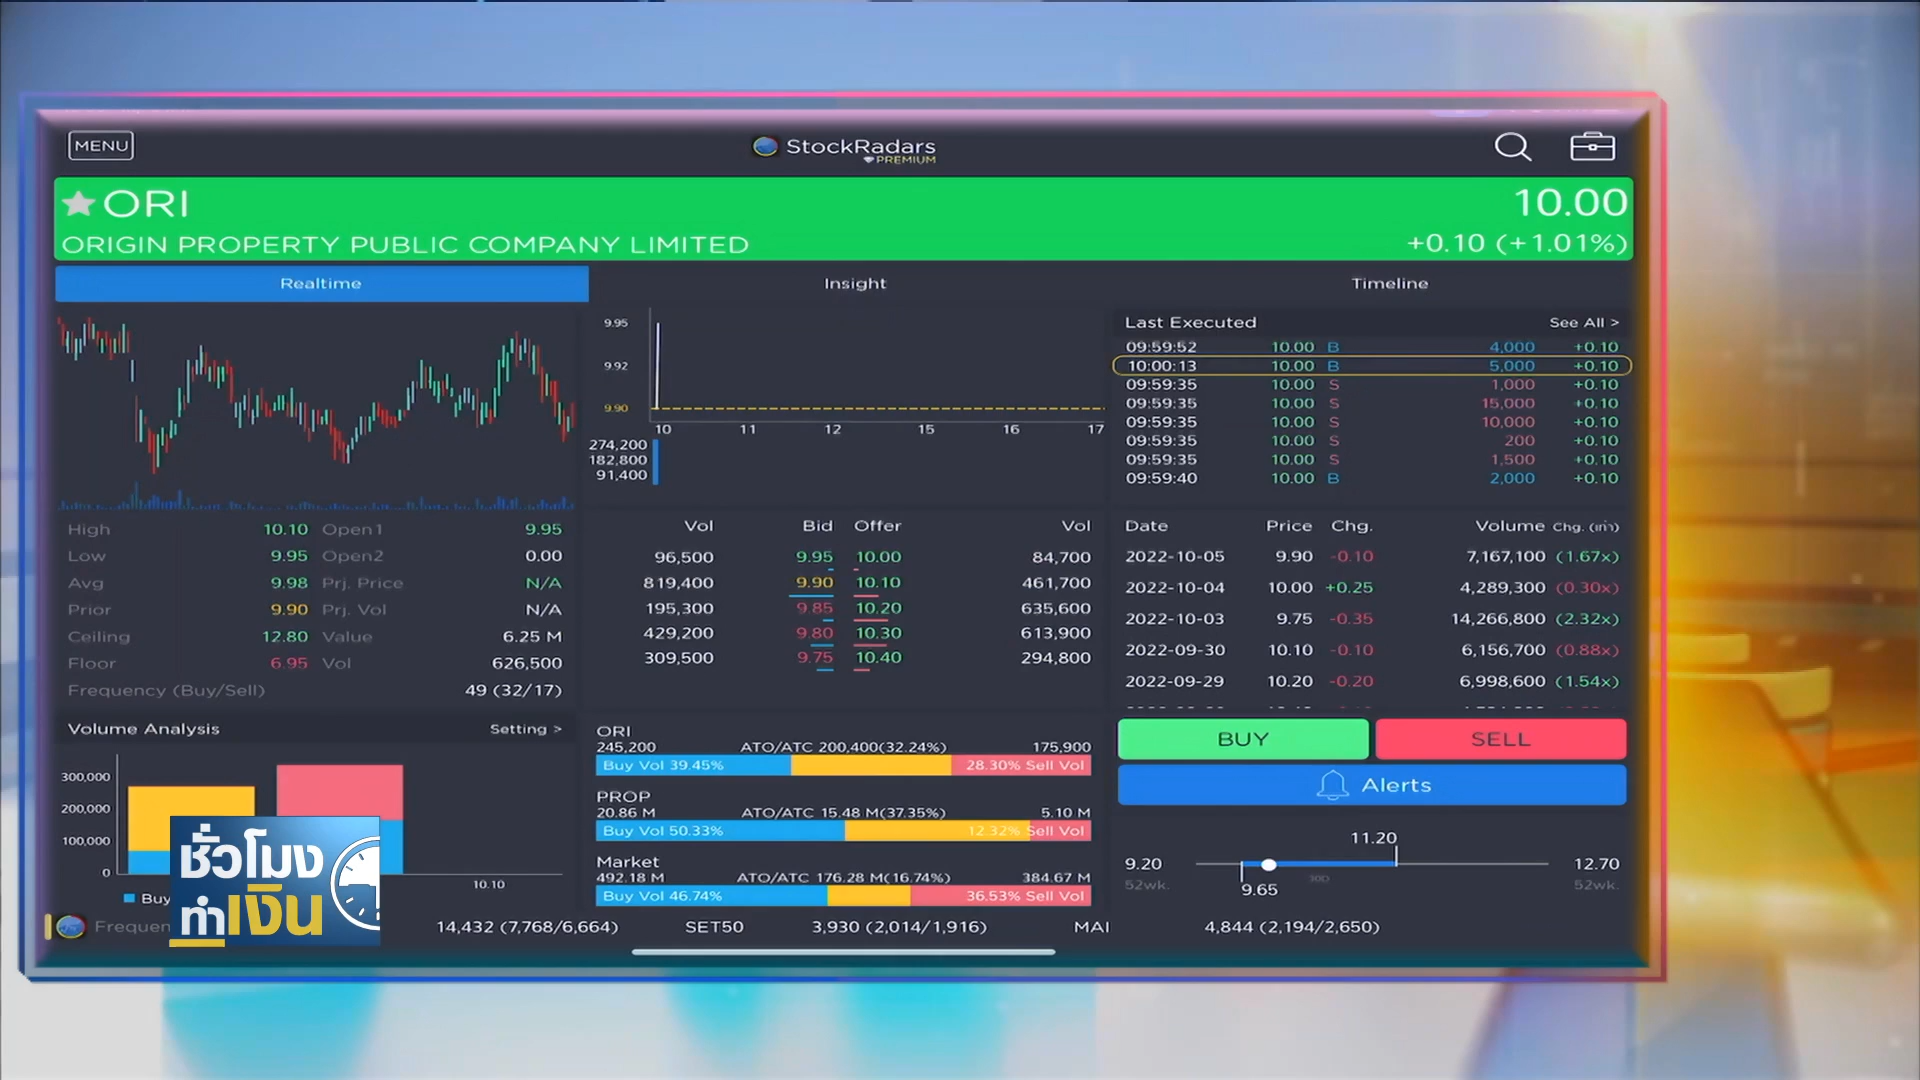 MENU
StockRadars
PREMIUM
ORI
10.00
ORIGIN PROPERTY PUBLIC COMPANY LIMITED
+0.10 (+1.01%)
Realtime
Insight
Timeline
9.95
9.92
9.90
10 11 12 15 16 17
274,200
182,800
91,400
Last Executed See All >
09:59:52 10.00 B 4,000 +0.10
10:00:13 10.00 B 5,000 +0.10
09:59:35 10.00 S 1,000 +0.10
09:59:35 10.00 S 15,000 +0.10
09:59:35 10.00 S 10,000 +0.10
09:59:35 10.00 S 200 +0.10
09:59:35 10.00 S 1,500 +0.10
09:59:40 10.00 B 2,000 +0.10
High 10.10 Open1 9.95
Low 9.95 Open2 0.00
Avg 9.98 Prj. Price N/A
Prior 9.90 Prj. Vol N/A
Ceiling 12.80 Value 6.25 M
Floor 6.95 Vol 626,500
Frequency (Buy/Sell) 49 (32/17)
Vol Bid Offer Vol
96,500 9.95 10.00 84,700
819,400 9.90 10.10 461,700
195,300 9.85 10.20 635,600
429,200 9.80 10.30 613,900
309,500 9.75 10.40 294,800
Date Price Chg. Volume Chg. (เท่า)
2022-10-05 9.90 -0.10 7,167,100 (1.67x)
2022-10-04 10.00 +0.25 4,289,300 (0.30x)
2022-10-03 9.75 -0.35 14,266,800 (2.32x)
2022-09-30 10.10 -0.10 6,156,700 (0.88x)
2022-09-29 10.20 -0.20 6,998,600 (1.54x)
Volume Analysis Setting >
300,000
200,000
100,000
0
10.10
Buy
ORI
245,200 ATO/ATC 200,400(32.24%) 175,900
Buy Vol 39.45% 28.30% Sell Vol
PROP
20.86 M ATO/ATC 15.48 M(37.35%) 5.10 M
Buy Vol 50.33% 12.32% Sell Vol
Market
492.18 M ATO/ATC 176.28 M(16.74%) 384.67 M
Buy Vol 46.74% 36.53% Sell Vol
BUY SELL
Alerts
11.20
9.20 12.70
52wk. 30D 52wk.
9.65
ชั่วโมง
ทำเงิน
Frequen 14,432 (7,768/6,664) SET50 3,930 (2,014/1,916) MAI 4,844 (2,194/2,650)